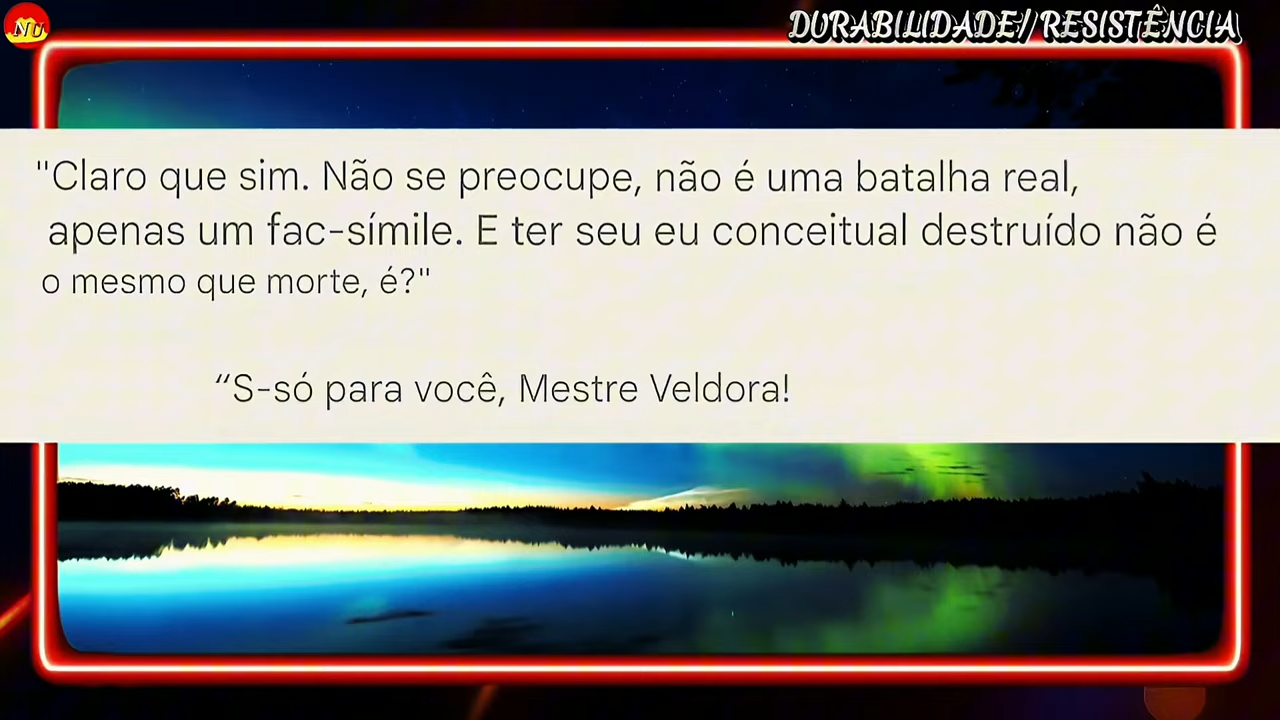 NU
DURABILIDADE// RESISTÊNCIA
"Claro que sim. Não se preocupe, não é uma batalha real,
apenas um fac-símile. E ter seu eu conceitual destruído não é
o mesmo que morte, é?"
“S-só para você, Mestre Veldora!